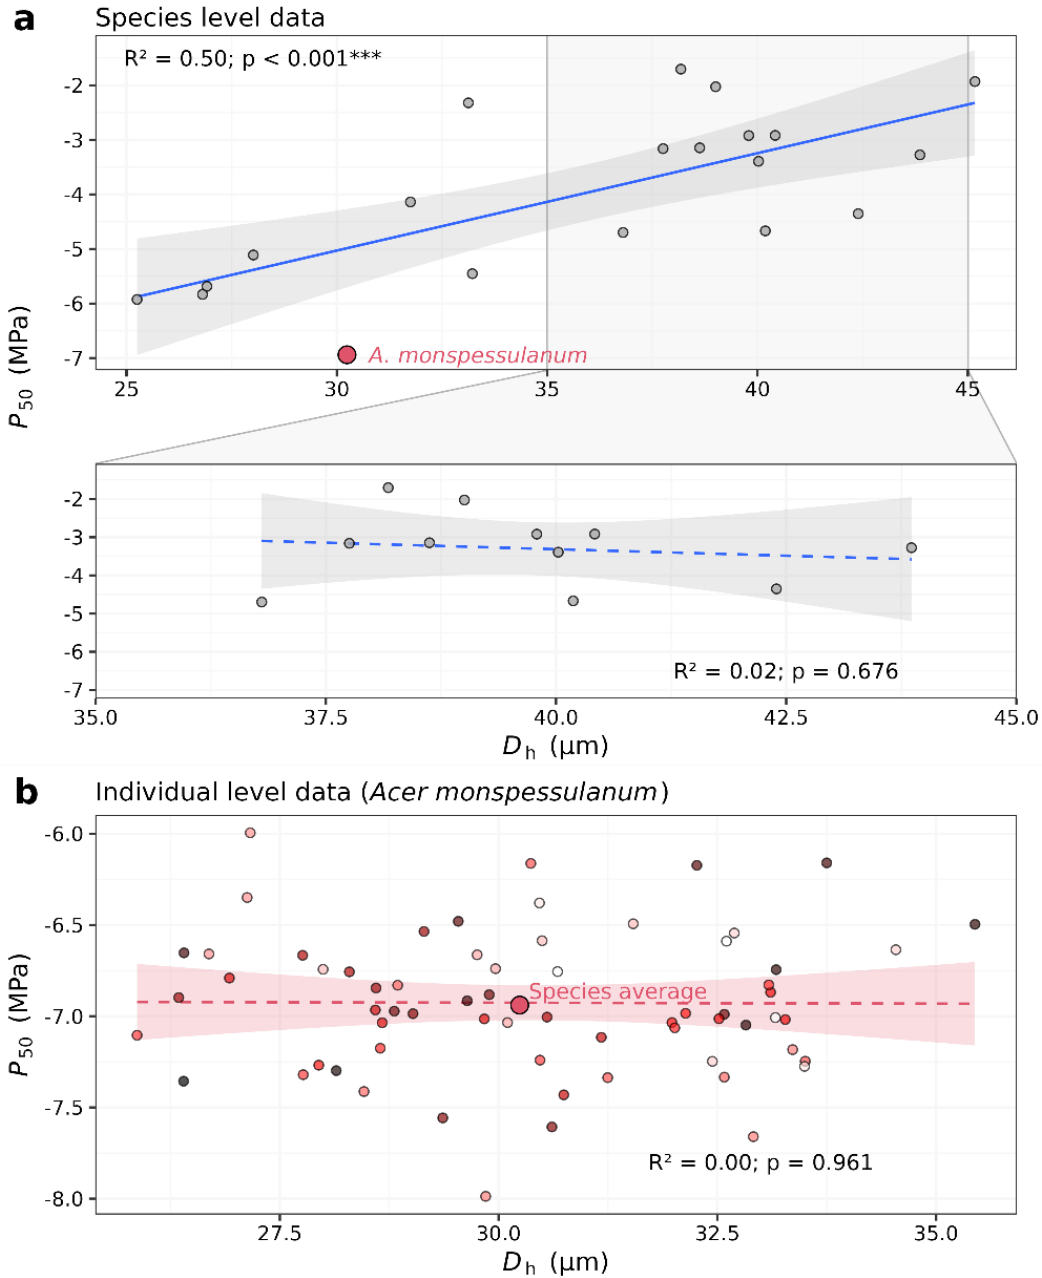 a Species level data
R² = 0.50; p < 0.001***
-2
-3
-4
-5
-6
-7
A. monspessulanum
25 30 35 40 45
P50 (MPa)
-2
-3
-4
-5
-6
-7
R² = 0.02; p = 0.676
35.0 37.5 40.0 42.5 45.0
Dh (μm)
b Individual level data (Acer monspessulanum)
-6.0
-6.5
-7.0
-7.5
-8.0
P50 (MPa)
Species average
R² = 0.00; p = 0.961
27.5 30.0 32.5 35.0
Dh (μm)